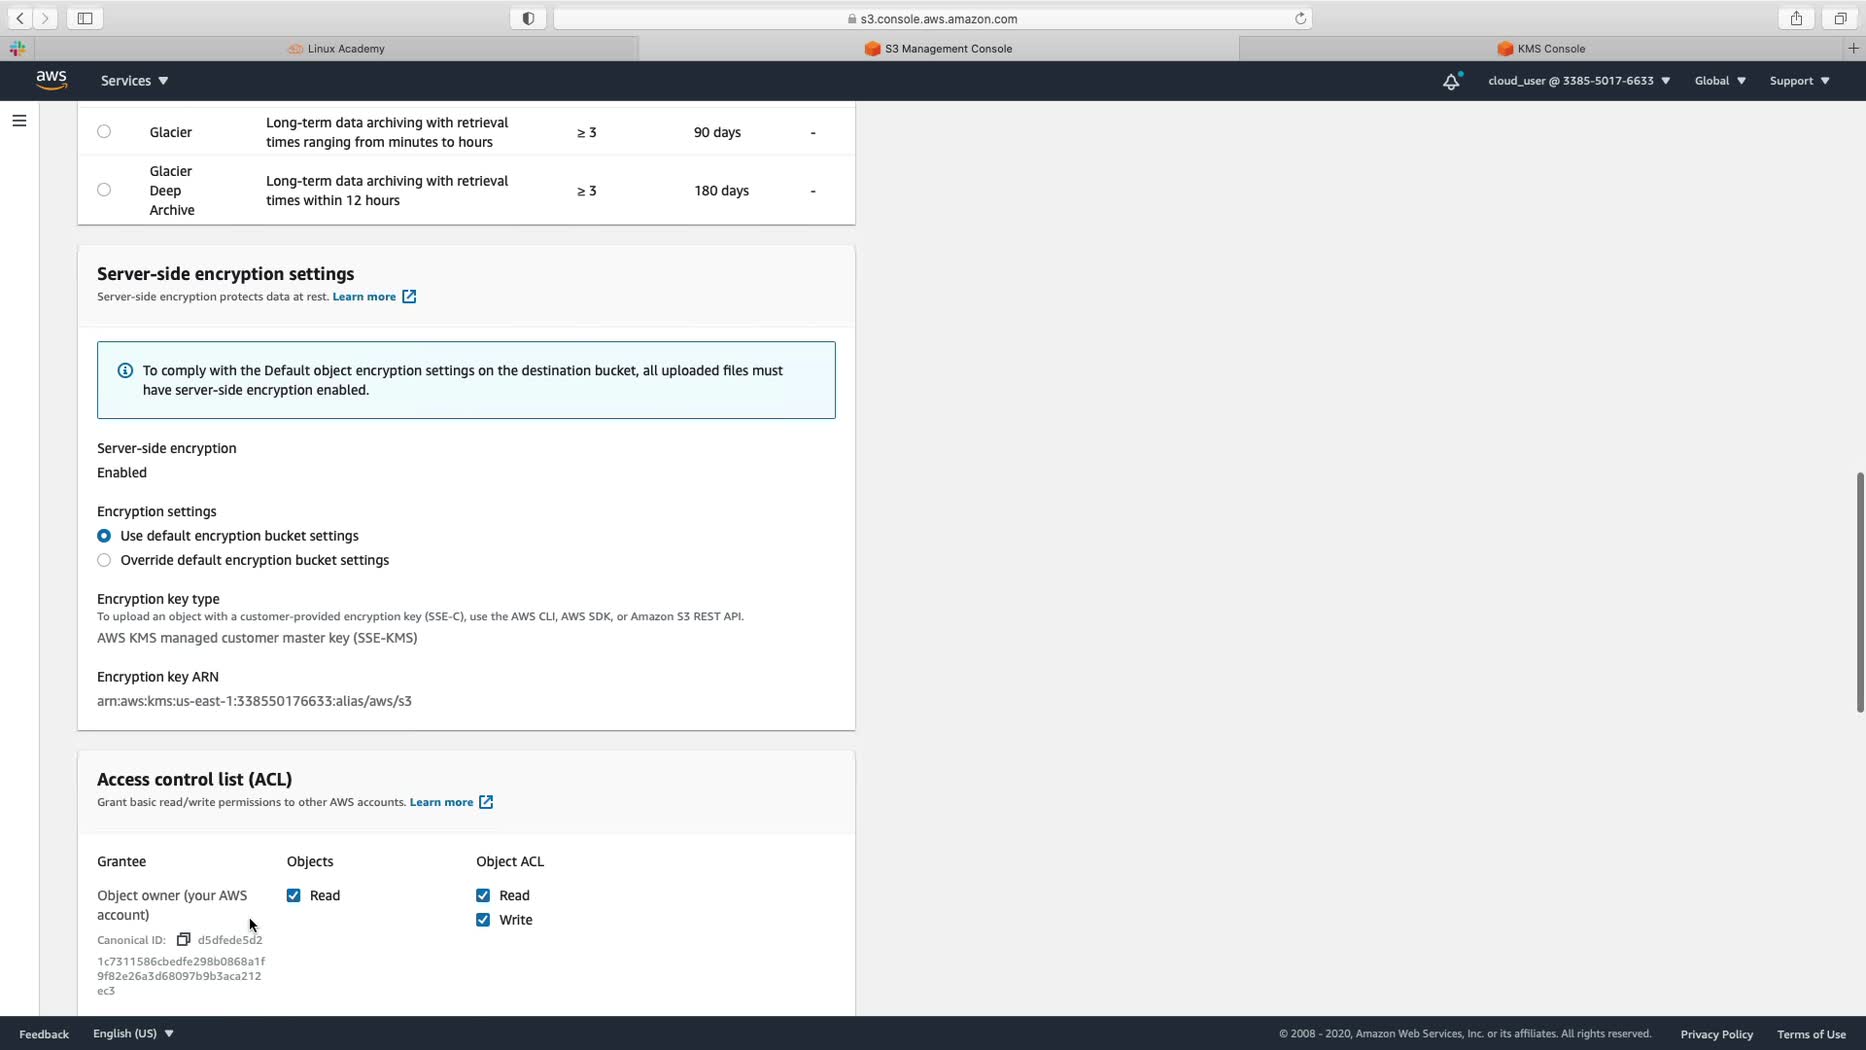 s3.console.aws.amazon.com
Linux Academy
S3 Management Console
KMS Console
aws
Services
cloud_user @ 3385-5017-6633
Global
Support
Glacier
Long-term data archiving with retrieval
times ranging from minutes to hours
≥ 3
90 days
-
Glacier
Deep
Archive
Long-term data archiving with retrieval
times within 12 hours
≥ 3
180 days
-
Server-side encryption settings
Server-side encryption protects data at rest. Learn more
To comply with the Default object encryption settings on the destination bucket, all uploaded files must
have server-side encryption enabled.
Server-side encryption
Enabled
Encryption settings
Use default encryption bucket settings
Override default encryption bucket settings
Encryption key type
To upload an object with a customer-provided encryption key (SSE-C), use the AWS CLI, AWS SDK, or Amazon S3 REST API.
AWS KMS managed customer master key (SSE-KMS)
Encryption key ARN
arn:aws:kms:us-east-1:338550176633:alias/aws/s3
Access control list (ACL)
Grant basic read/write permissions to other AWS accounts. Learn more
Grantee
Objects
Object ACL
Object owner (your AWS
account)
Read
Read
Write
Canonical ID: d5dfede5d2
1c7311586cbedfe298b0868a1f
9f82e26a3d68097b9b3aca212
ec3
Feedback
English (US)
© 2008 - 2020, Amazon Web Services, Inc. or its affiliates. All rights reserved.
Privacy Policy
Terms of Use